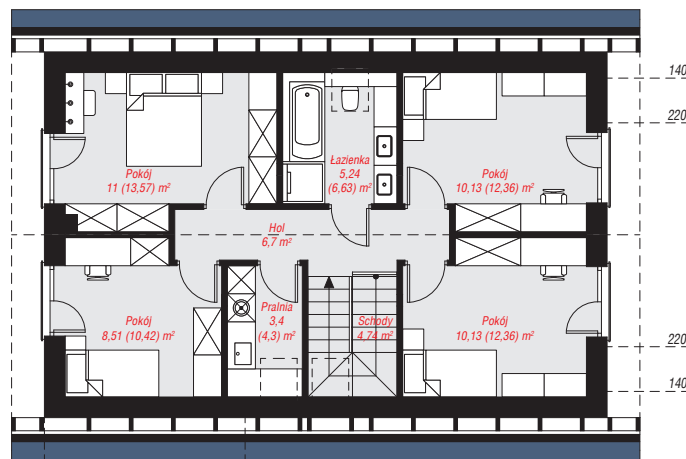 140
220
Pokój
11 (13,57) m²
Łazienka
5,24
(6,63) m²
Pokój
10,13 (12,36) m²
Hol
6,7 m²
Pokój
8,51 (10,42) m²
Pralnia
3,4
(4,3) m²
Schody
4,74 m²
Pokój
10,13 (12,36) m²
220
140